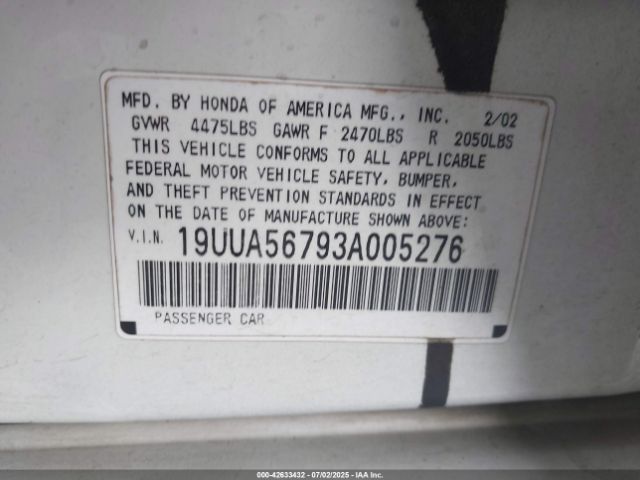 MFD. BY HONDA OF AMERICA MFG., INC. 2/02
GVWR 4475LBS GAWR F 2470LBS R 2050LBS
THIS VEHICLE CONFORMS TO ALL APPLICABLE
FEDERAL MOTOR VEHICLE SAFETY, BUMPER,
AND THEFT PREVENTION STANDARDS IN EFFECT
ON THE DATE OF MANUFACTURE SHOWN ABOVE:
V.I.N. 19UUA56793A005276
PASSENGER CAR
000-42633432 - 07/02/2025 - IAA Inc.